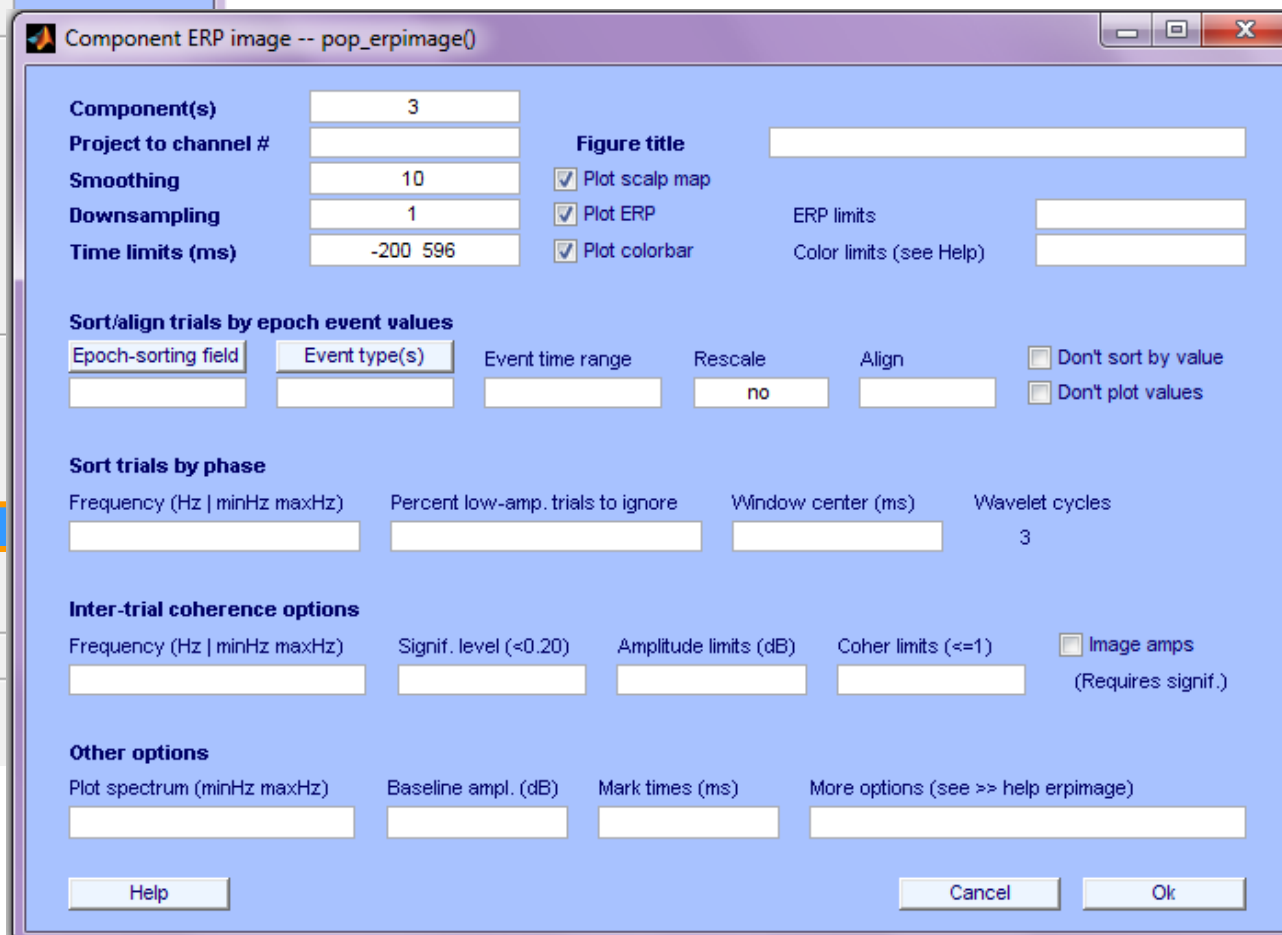 Component ERP image -- pop_erpimage()
Component(s) 3
Project to channel # Figure title
Smoothing 10 Plot scalp map
Downsampling 1 Plot ERP ERP limits
Time limits (ms) -200 596 Plot colorbar Color limits (see Help)
Sort/align trials by epoch event values
Epoch-sorting field Event type(s) Event time range Rescale Align Don't sort by value
no Don't plot values
Sort trials by phase
Frequency (Hz | minHz maxHz) Percent low-amp. trials to ignore Window center (ms) Wavelet cycles
3
Inter-trial coherence options
Frequency (Hz | minHz maxHz) Signif. level (<0.20) Amplitude limits (dB) Coher limits (<=1) Image amps
(Requires signif.)
Other options
Plot spectrum (minHz maxHz) Baseline ampl. (dB) Mark times (ms) More options (see >> help erpimage)
Help Cancel Ok